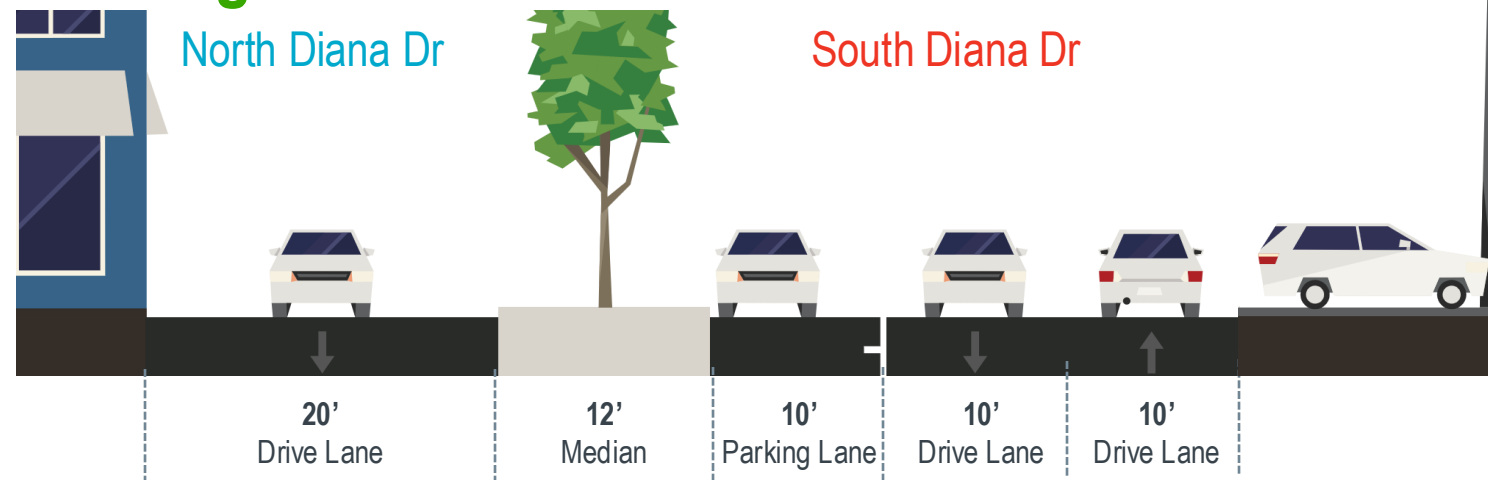 North Diana Dr
South Diana Dr
20’
Drive Lane
12’
Median
10’
Parking Lane
10’
Drive Lane
10’
Drive Lane